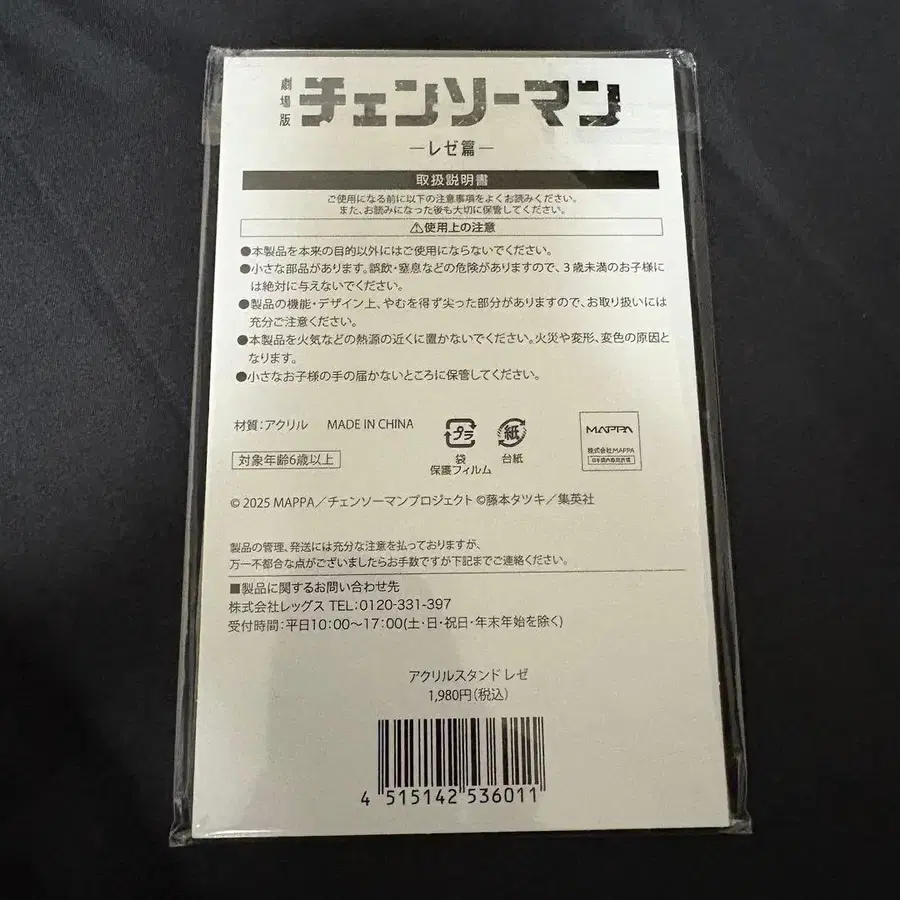 劇場版 チェンソーマン
―レゼ篇―
取扱説明書
ご使用になる前に以下の注意事項をよくお読みください。
また、お読みになった後も大切に保管してください。
⚠使用上の注意
●本製品を本来の目的以外にはご使用にならないでください。
●小さな部品があります。誤飲・窒息などの危険がありますので、3歳未満のお子様に
は絶対に与えないでください。
●製品の機能・デザイン上、やむを得ず尖った部分がありますので、お取り扱いには
充分ご注意ください。
●本製品を火気などの熱源の近くに置かないでください。火災や変形、変色の原因と
なります。
●小さなお子様の手の届かないところに保管してください。
材質：アクリル MADE IN CHINA
対象年齢6歳以上
プラ
袋
保護フィルム
紙
台紙
MAPPA
株式会社MAPPA
日本国内専用許諾
© 2025 MAPPA／チェンソーマンプロジェクト ©藤本タツキ／集英社
製品の管理、発送には充分な注意を払っておりますが、
万一不都合な点がございましたらお手数ですが下記までご連絡ください。
■製品に関するお問い合わせ先
株式会社レッグス TEL：0120-331-397
受付時間：平日10：00〜17：00（土・日・祝日・年末年始を除く）
アクリルスタンド レゼ
1,980円（税込）
4 515142 536011